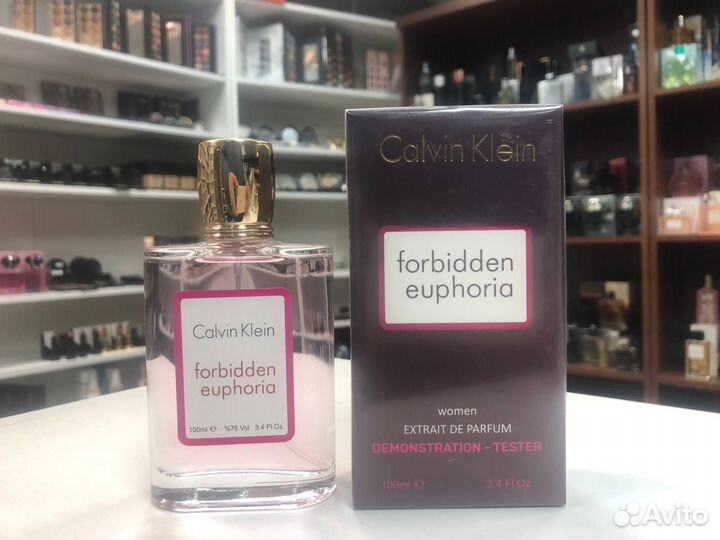 Calvin Klein
forbidden
euphoria
100ml e %76 Vol 3.4 Fl.Oz.
Calvin Klein
forbidden
euphoria
women
EXTRAIT DE PARFUM
DEMONSTRATION - TESTER
100ml e 3.4 Fl.Oz
Avito